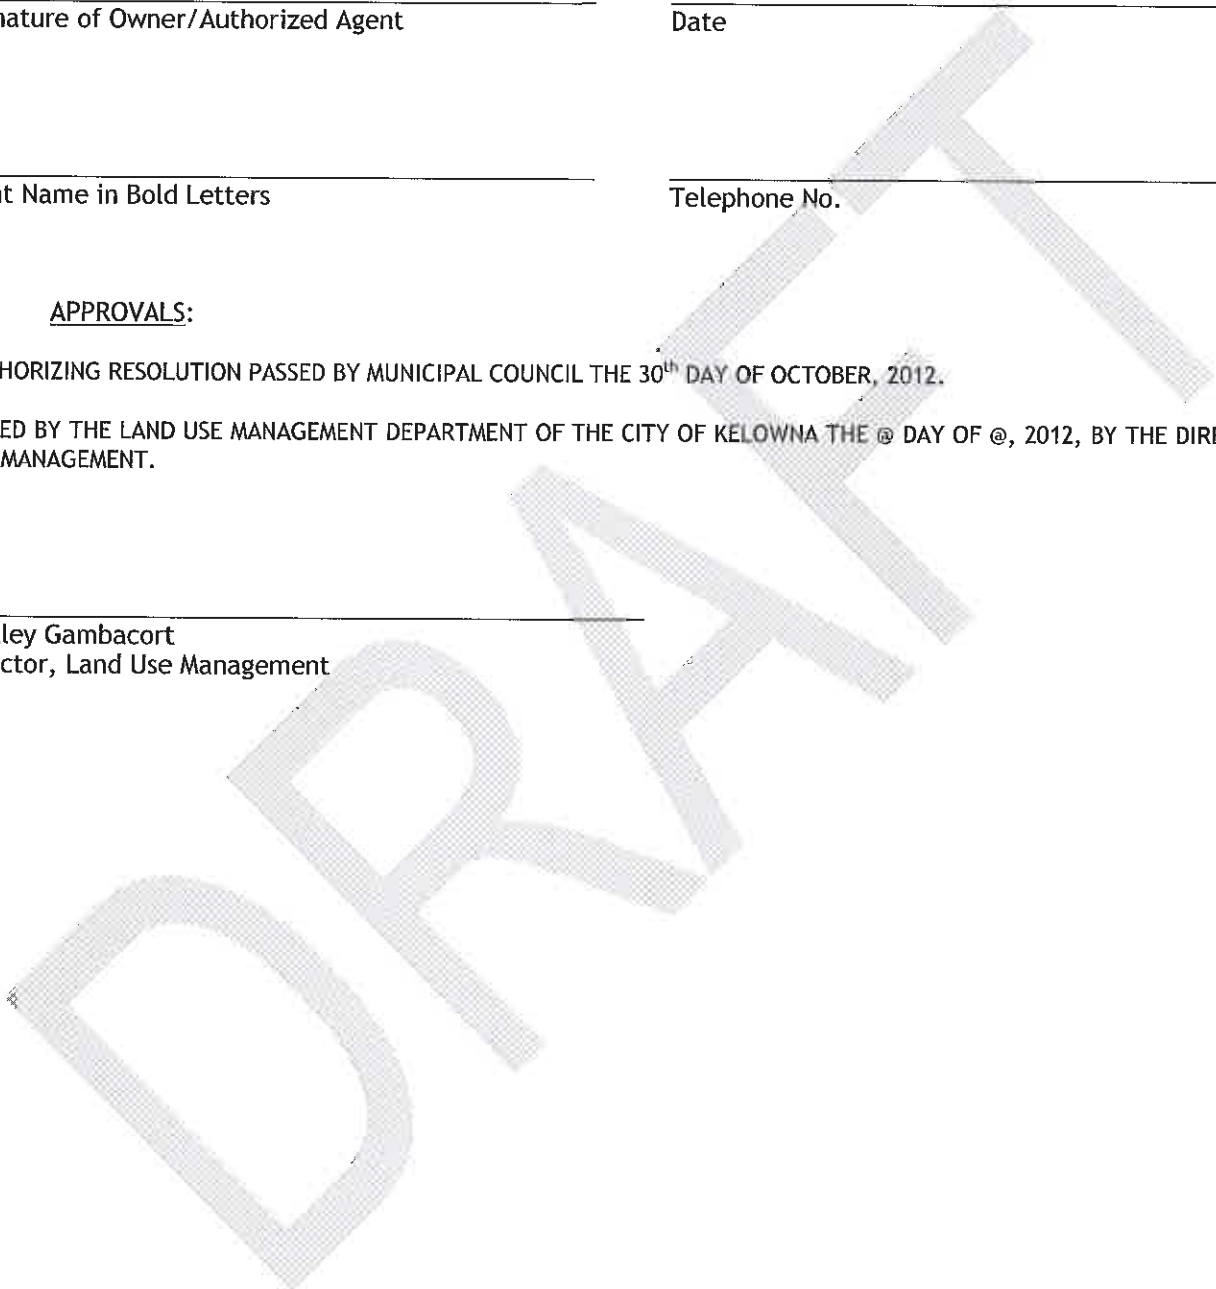 nature of Owner/Authorized Agent Date
t Name in Bold Letters Telephone No.
APPROVALS:
HORIZING RESOLUTION PASSED BY MUNICIPAL COUNCIL THE 30th DAY OF OCTOBER, 2012.
ED BY THE LAND USE MANAGEMENT DEPARTMENT OF THE CITY OF KELOWNA THE @ DAY OF @, 2012, BY THE DIRE
MANAGEMENT.
ley Gambacort
ctor, Land Use Management
DRAFT